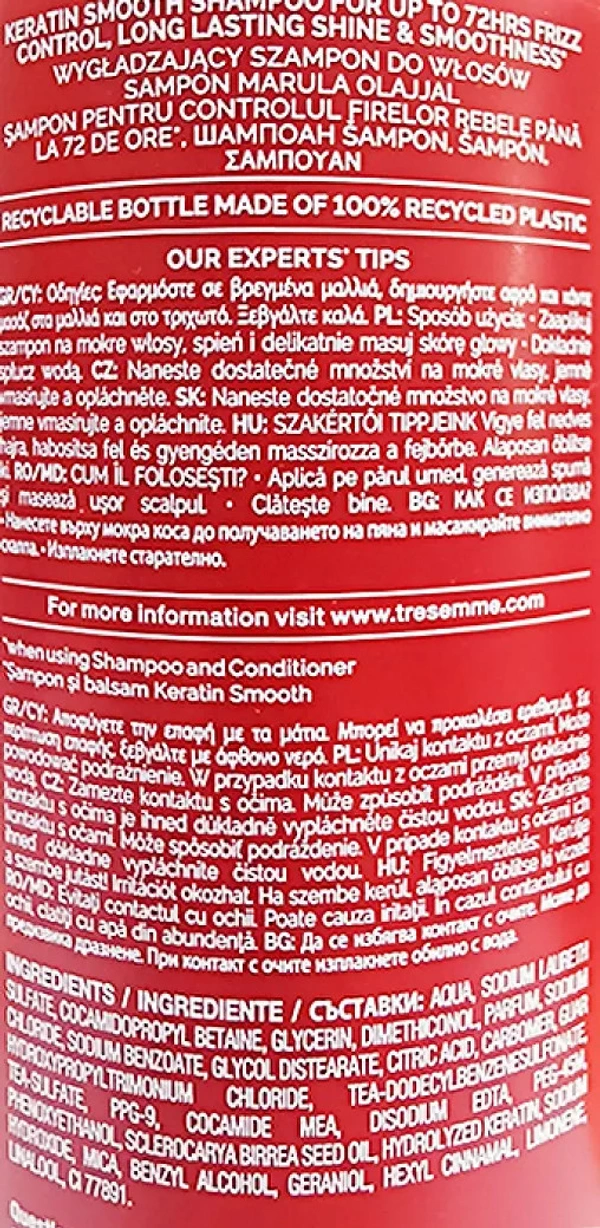 KERATIN SMOOTH SHAMPOO FOR UP TO 72HRS FRIZZ
CONTROL, LONG LASTING SHINE & SMOOTHNESS*
WYGŁADZAJĄCY SZAMPON DO WŁOSÓW
SAMPON MARULA OLAJJAL
ȘAMPON PENTRU CONTROLUL FIRELOR REBELE PÂNĂ
LA 72 DE ORE*, ШАМПОАН ŠAMPON, ŠAMPÓN,
ΣΑΜΠΟΥΑΝ
RECYCLABLE BOTTLE MADE OF 100% RECYCLED PLASTIC
OUR EXPERTS' TIPS
GR/CY: Οδηγίες Εφαρμόστε σε βρεγμένα μαλλιά, δημιουργήστε αφρό και κάντε
μασάζ στα μαλλιά και στο τριχωτό. Ξεβγάλτε καλά. PL: Sposób użycia: • Zaaplikuj
szampon na mokre włosy, spień i delikatnie masuj skórę głowy • Dokładnie
spłucz wodą. CZ: Naneste dostatečné množství na mokré vlasy, jemně
vmasírujte a opláchněte. SK: Naneste dostatočné množstvo na mokré vlasy,
jemne vmasírujte a opláchnite. HU: SZAKÉRTŐI TIPPJEINK Vigye fel nedves
hajra, habosítsa fel és gyengéden masszírozza a fejbőrbe. Alaposan öblítse
ki. RO/MD: CUM ÎL FOLOSEȘTI? • Aplică pe părul umed, generează spumă
și masează ușor scalpul. • Clătește bine. BG: КАК СЕ ИЗПОЛЗВА?
• Нанесете върху мокра коса до получаването на пяна и масажирайте внимателно
скалпа. • Изплакнете старателно.
For more information visit www.tresemme.com
*when using Shampoo and Conditioner
*Șampon și balsam Keratin Smooth
GR/CY: Αποφύγετε την επαφή με τα μάτια. Μπορεί να προκαλέσει ερεθισμό. Σε
περίπτωση επαφής, ξεβγάλτε με άφθονο νερό. PL: Unikaj kontaktu z oczami. Może
powodować podrażnienie. W przypadku kontaktu z oczami przemyj dokładnie
wodą. CZ: Zamezte kontaktu s očima. Může způsobit podráždění. V případě
kontaktu s očima je ihned důkladně vypláchněte čistou vodou. SK: Zabráňte
kontaktu s očami. Môže spôsobiť podráždenie. V prípade kontaktu s očami ich
ihneď dôkladne vypláchnite čistou vodou. HU: Figyelmeztetés: Kerülje
a szembe jutást! Irritációt okozhat. Ha szembe kerül, alaposan öblítse ki vízzel!
RO/MD: Evitați contactul cu ochii. Poate cauza iritații. În cazul contactului cu
ochii, clătiți cu apă din abundență. BG: Да се избягва контакт с очите. Може да
предизвика дразнене. При контакт с очите изплакнете обилно с вода.
INGREDIENTS / INGREDIENTE / СЪСТАВКИ: AQUA, SODIUM LAURETH
SULFATE, COCAMIDOPROPYL BETAINE, GLYCERIN, DIMETHICONOL, PARFUM, SODIUM
CHLORIDE, SODIUM BENZOATE, GLYCOL DISTEARATE, CITRIC ACID, CARBOMER, GUAR
HYDROXYPROPYLTRIMONIUM CHLORIDE, TEA-DODECYLBENZENESULFONATE,
TEA-SULFATE, PPG-9, COCAMIDE MEA, DISODIUM EDTA, PEG-45M,
PHENOXYETHANOL, SCLEROCARYA BIRREA SEED OIL, HYDROLYZED KERATIN, SODIUM
HYDROXIDE, MICA, BENZYL ALCOHOL, GERANIOL, HEXYL CINNAMAL, LIMONENE,
LINALOOL, CI 77891.